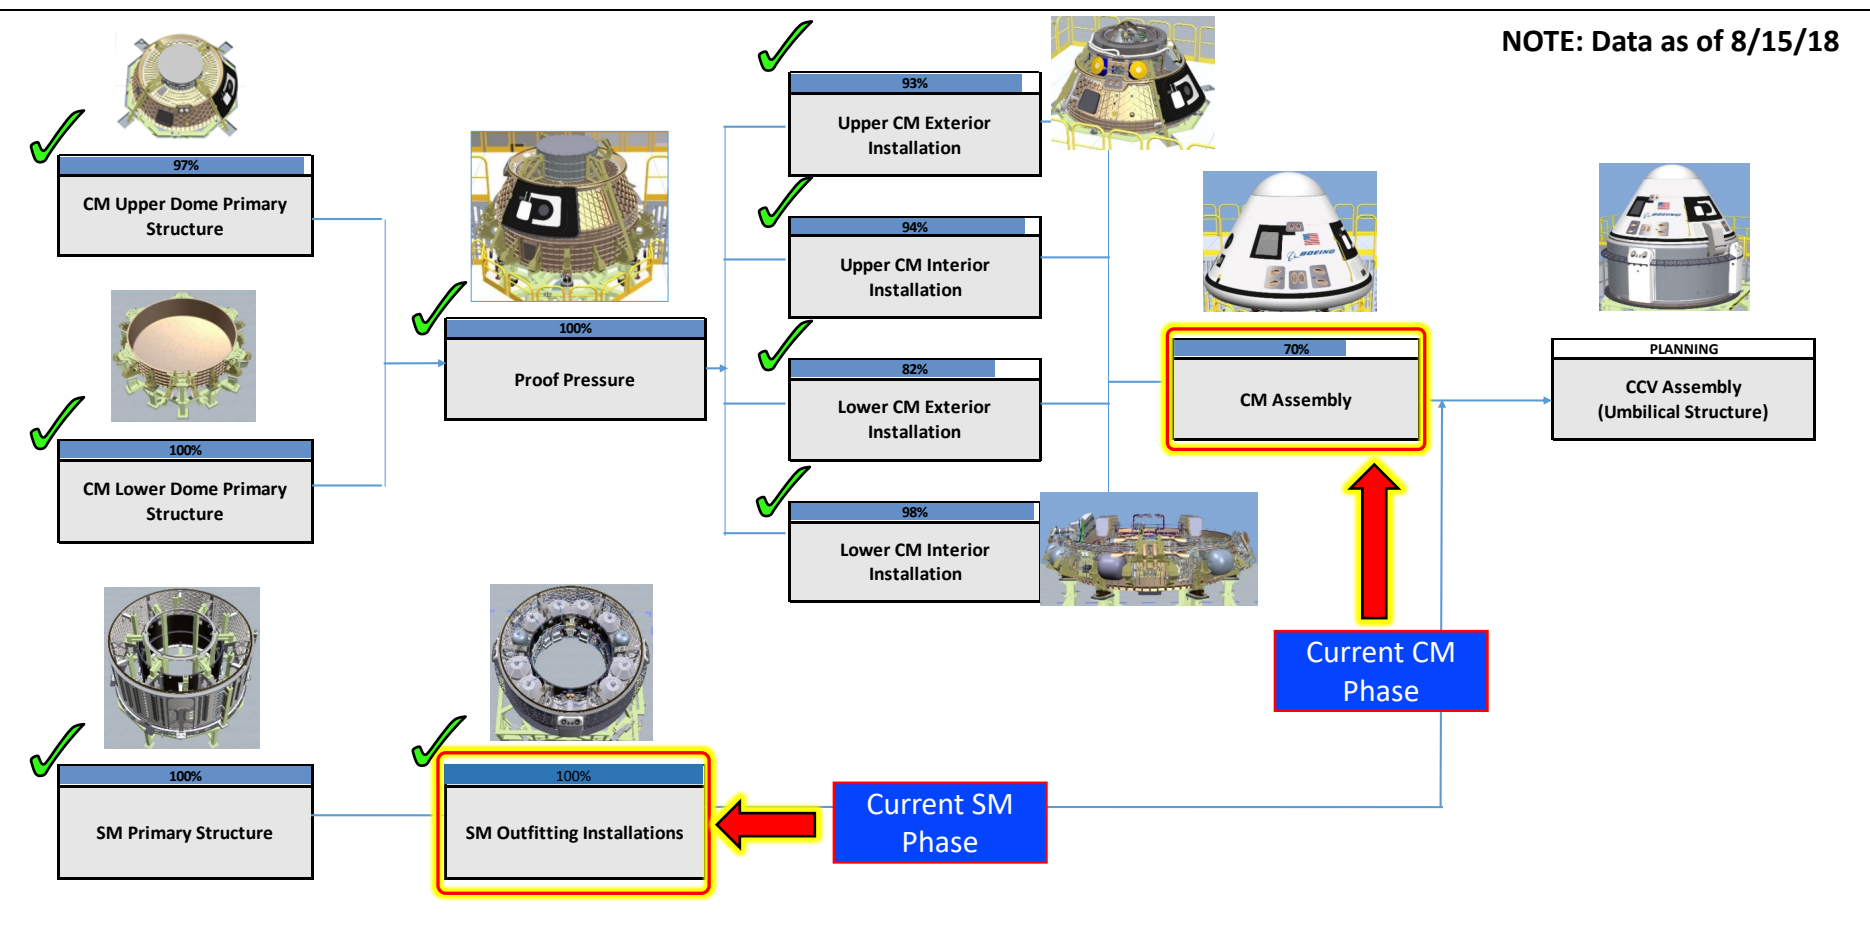 NOTE: Data as of 8/15/18
97%
CM Upper Dome Primary
Structure
100%
CM Lower Dome Primary
Structure
100%
Proof Pressure
93%
Upper CM Exterior
Installation
94%
Upper CM Interior
Installation
82%
Lower CM Exterior
Installation
98%
Lower CM Interior
Installation
BOEING
70%
CM Assembly
BOEING
PLANNING
CCV Assembly
(Umbilical Structure)
Current CM
Phase
100%
SM Primary Structure
100%
SM Outfitting Installations
Current SM
Phase